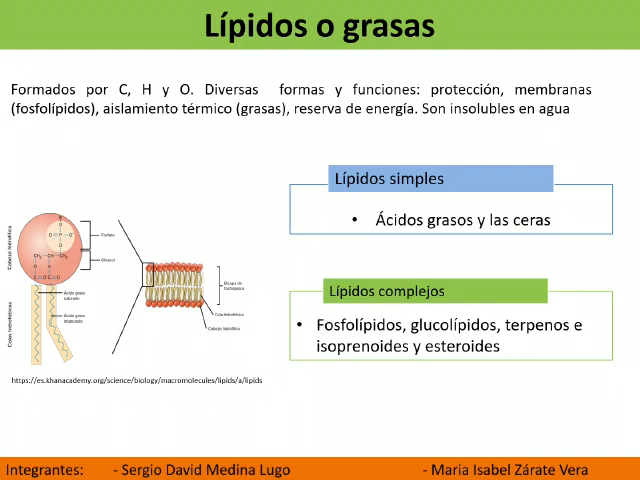 Lípidos o grasas
Formados por C, H y O. Diversas formas y funciones: protección, membranas
(fosfolípidos), aislamiento térmico (grasas), reserva de energía. Son insolubles en agua
Lípidos simples
• Ácidos grasos y las ceras
Lípidos complejos
• Fosfolípidos, glucolípidos, terpenos e
isoprenoides y esteroides
Cabeza hidrofílica
Fosfato
Glicerol
Ácido graso
saturado
Ácido graso
insaturado
Colas hidrofóbicas
Bicapa de
fosfolípidos
Cola hidrofóbica
Cabeza hidrofílica
https://es.khanacademy.org/science/biology/macromolecules/lipids/a/lipids
Integrantes: - Sergio David Medina Lugo - Maria Isabel Zárate Vera